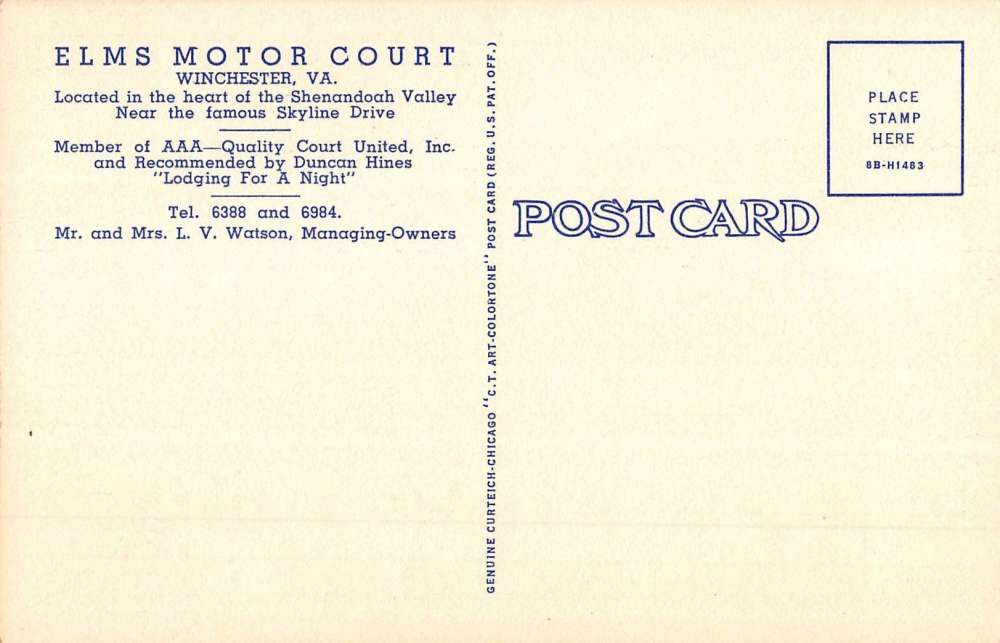 ELMS MOTOR COURT
WINCHESTER, VA.
Located in the heart of the Shenandoah Valley
Near the famous Skyline Drive
Member of AAA—Quality Court United, Inc.
and Recommended by Duncan Hines
"Lodging For A Night"
Tel. 6388 and 6984.
Mr. and Mrs. L. V. Watson, Managing-Owners
GENUINE CURTEICH-CHICAGO "C.T. ART-COLORTONE" POST CARD (REG. U.S. PAT. OFF.)
POST CARD
PLACE
STAMP
HERE
8B-H1483